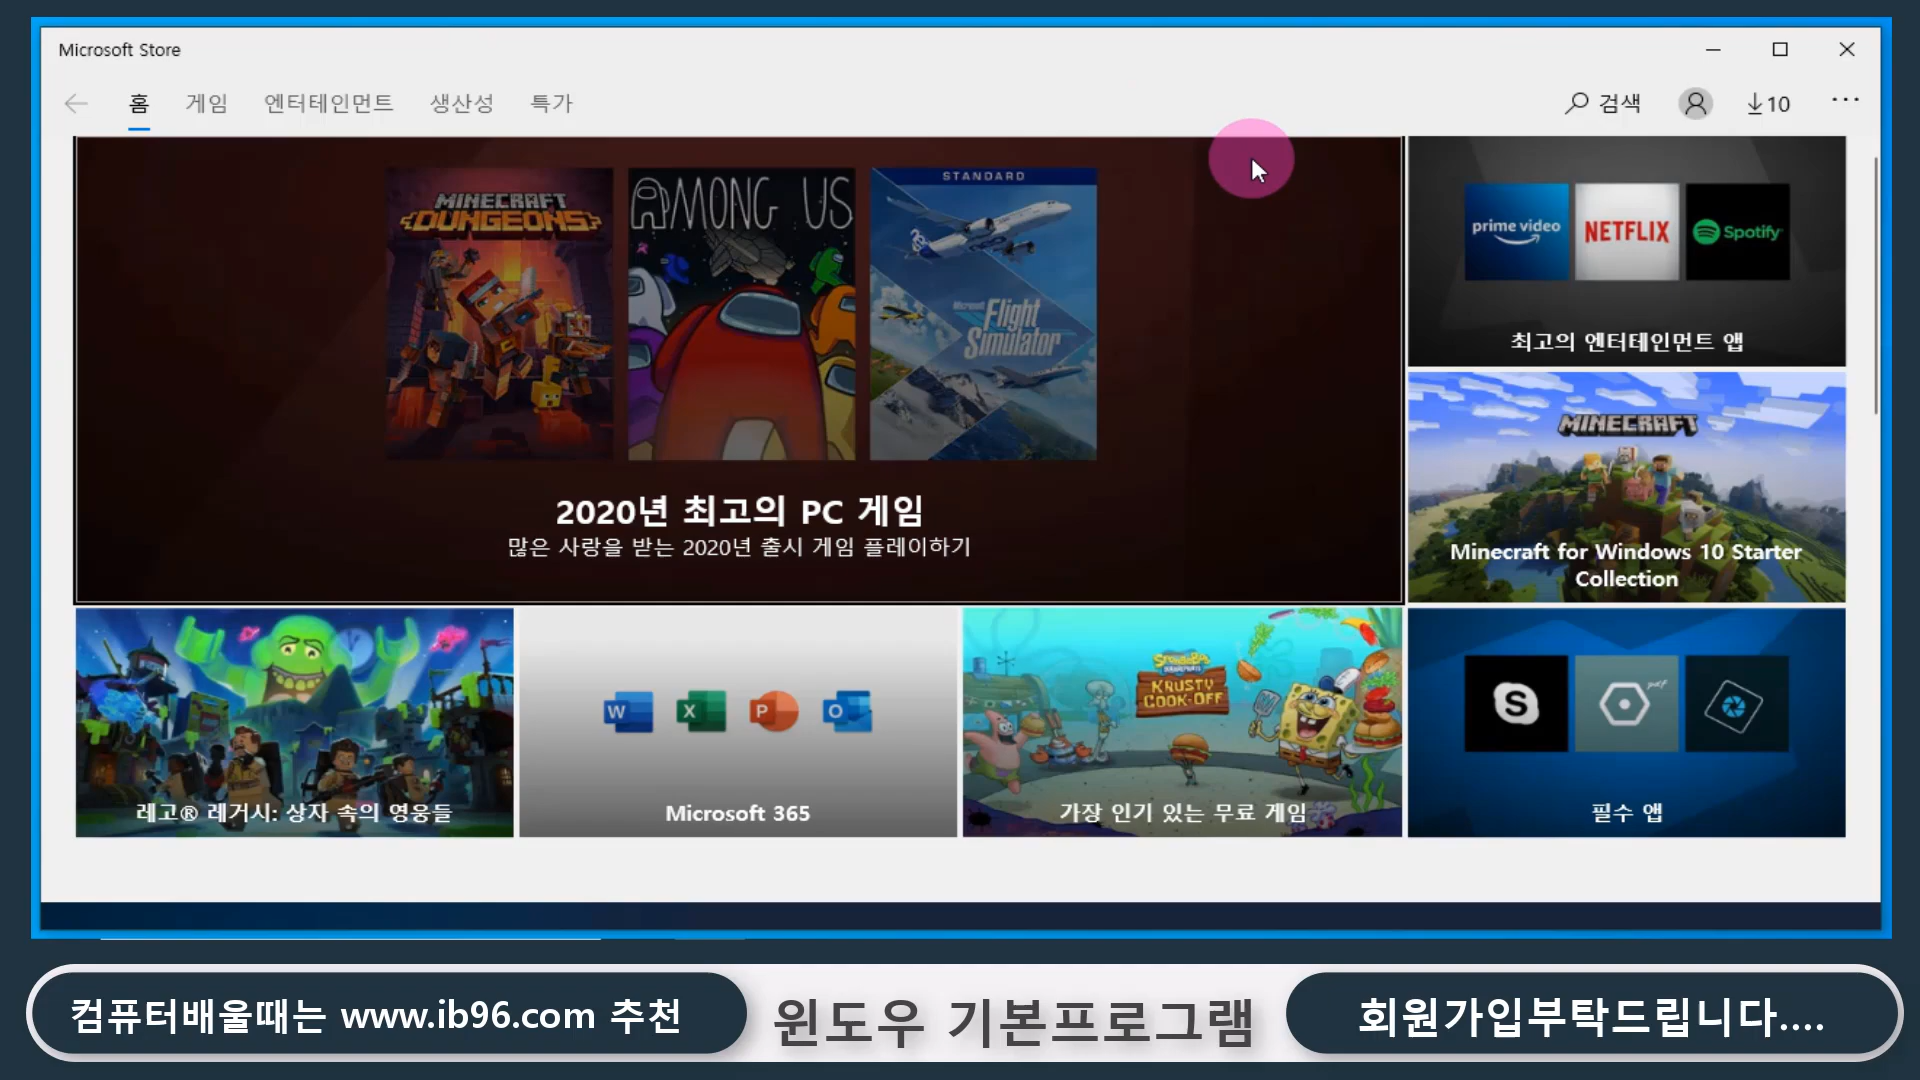 Microsoft Store
홈 게임 엔터테인먼트 생산성 특가
검색
10
MINECRAFT
DUNGEONS
AMONG US
STANDARD
Microsoft
Flight
Simulator
2020년 최고의 PC 게임
많은 사랑을 받는 2020년 출시 게임 플레이하기
prime video
NETFLIX
Spotify
최고의 엔터테인먼트 앱
MINECRAFT
Minecraft for Windows 10 Starter
Collection
레고® 레거시: 상자 속의 영웅들
W X P O
Microsoft 365
SpongeBob
KRUSTY
COOK-OFF
가장 인기 있는 무료 게임
S
pdf
필수 앱
컴퓨터배울때는 www.ib96.com 추천
윈도우 기본프로그램
회원가입부탁드립니다....